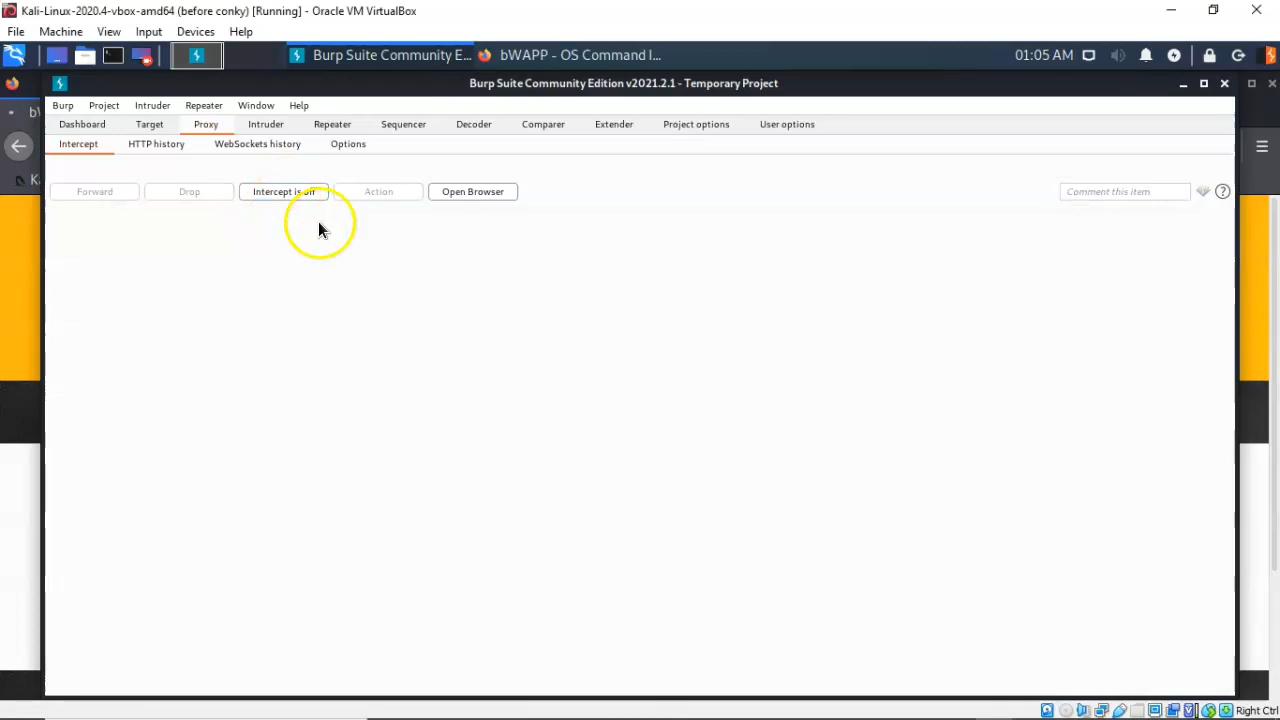 Kali-Linux-2020.4-vbox-amd64 (before conky) [Running] - Oracle VM VirtualBox
File Machine View Input Devices Help
Burp Suite Community E... bWAPP - OS Command I... 01:05 AM
Burp Suite Community Edition v2021.2.1 - Temporary Project
Burp Project Intruder Repeater Window Help
Dashboard Target Proxy Intruder Repeater Sequencer Decoder Comparer Extender Project options User options
Intercept HTTP history WebSockets history Options
Forward Drop Intercept is off Action Open Browser Comment this item ?
Right Ctrl